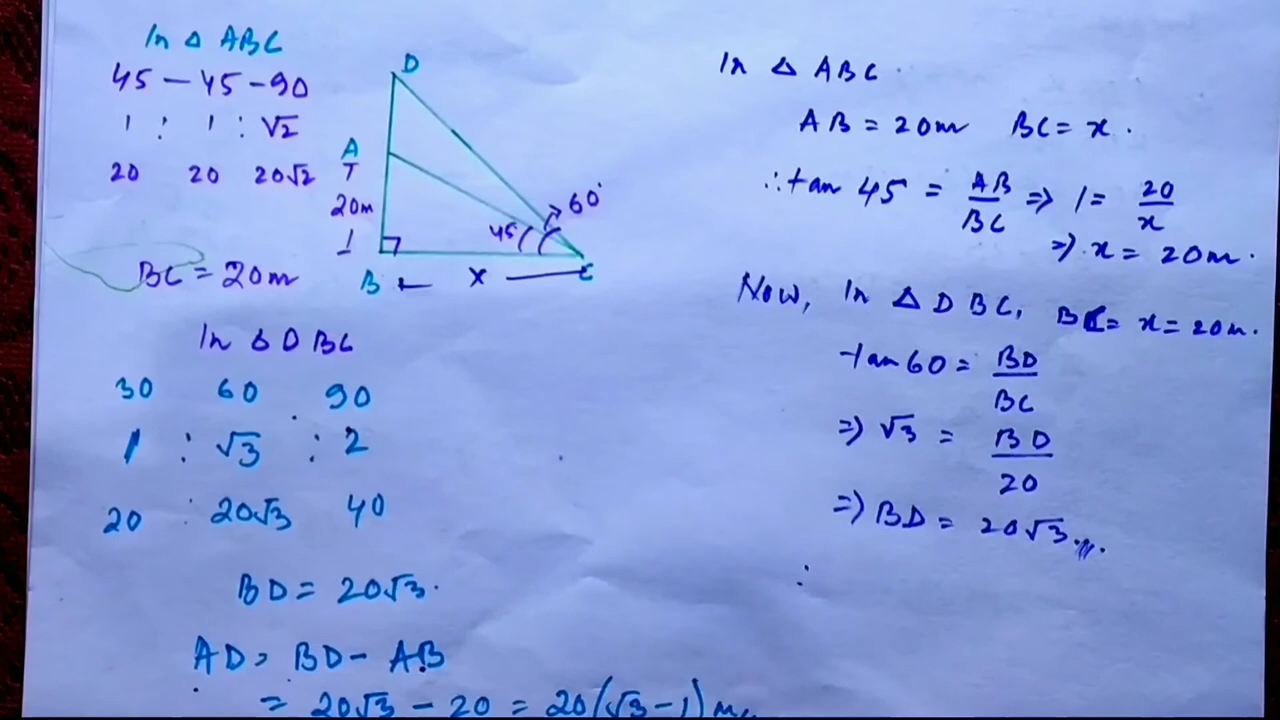 In Δ ABC
45 – 45 – 90
1 : 1 : √2
20 20 20√2
BC = 20m
D
A
20m
45
60°
B
x
C
In Δ DBC
30 60 90
1 : √3 : 2
20 : 20√3 40
BD = 20√3.
AD = BD – AB
= 20√3 – 20 = 20(√3 – 1) m
In Δ ABC
AB = 20m BC = x.
∴ tan 45 = AB/BC ⇒ 1 = 20/x
⇒ x = 20m.
Now, In Δ DBC, BC = x = 20m.
tan 60 = BD/BC
⇒ √3 = BD/20
⇒ BD = 20√3